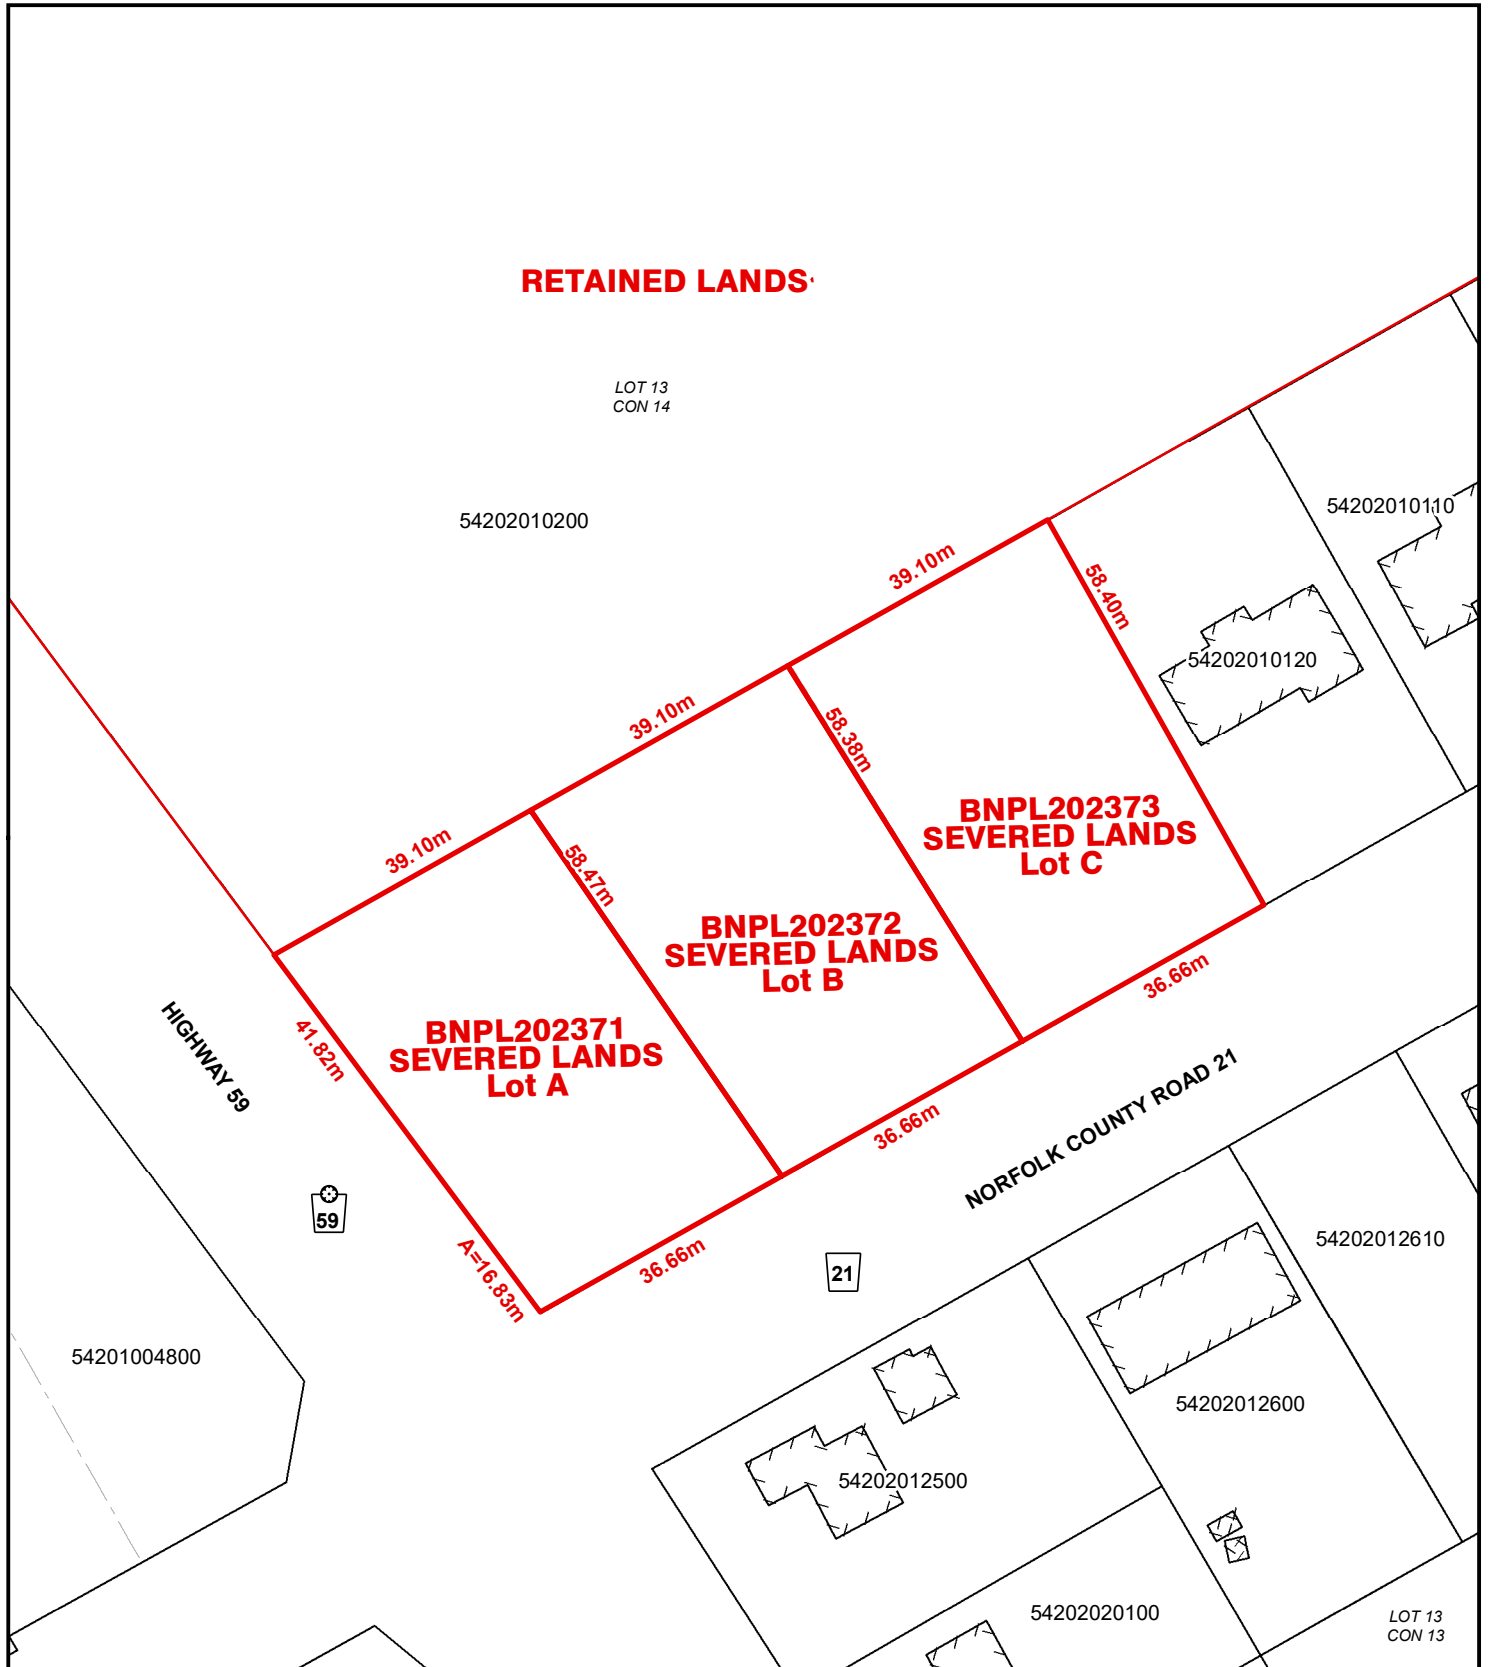 RETAINED LANDS
LOT 13
CON 14
54202010200
54202010110
39.10m
58.40m
54202010120
39.10m
58.38m
BNPL202373
SEVERED LANDS
Lot C
39.10m
58.47m
BNPL202372
SEVERED LANDS
Lot B
36.66m
HIGHWAY 59
41.82m
BNPL202371
SEVERED LANDS
Lot A
36.66m
NORFOLK COUNTY ROAD 21
59
A=16.83m
36.66m
21
54202012610
54201004800
54202012600
54202012500
54202020100
LOT 13
CON 13